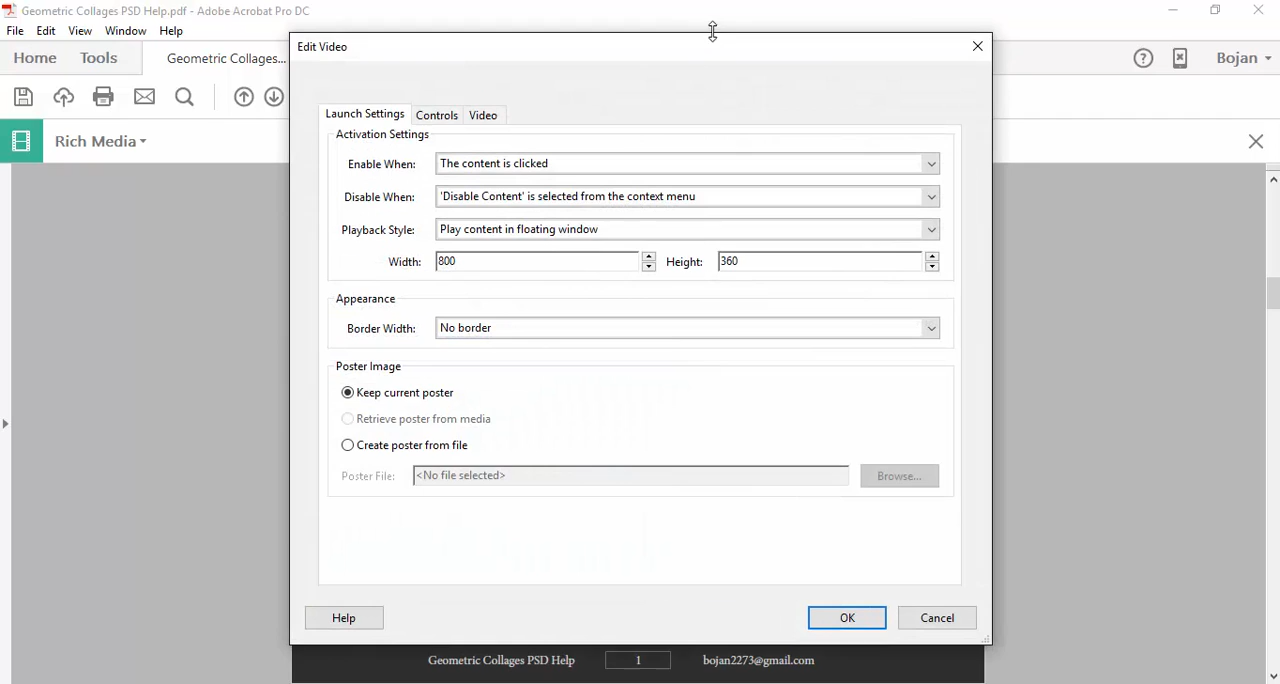 Geometric Collages PSD Help.pdf - Adobe Acrobat Pro DC
File Edit View Window Help
Home Tools Geometric Collages... Bojan
Rich Media
Edit Video
Launch Settings Controls Video
Activation Settings
Enable When: The content is clicked
Disable When: 'Disable Content' is selected from the context menu
Playback Style: Play content in floating window
Width: 800 Height: 360
Appearance
Border Width: No border
Poster Image
Keep current poster
Retrieve poster from media
Create poster from file
Poster File: <No file selected> Browse...
Help OK Cancel
Geometric Collages PSD Help 1 bojan2273@gmail.com